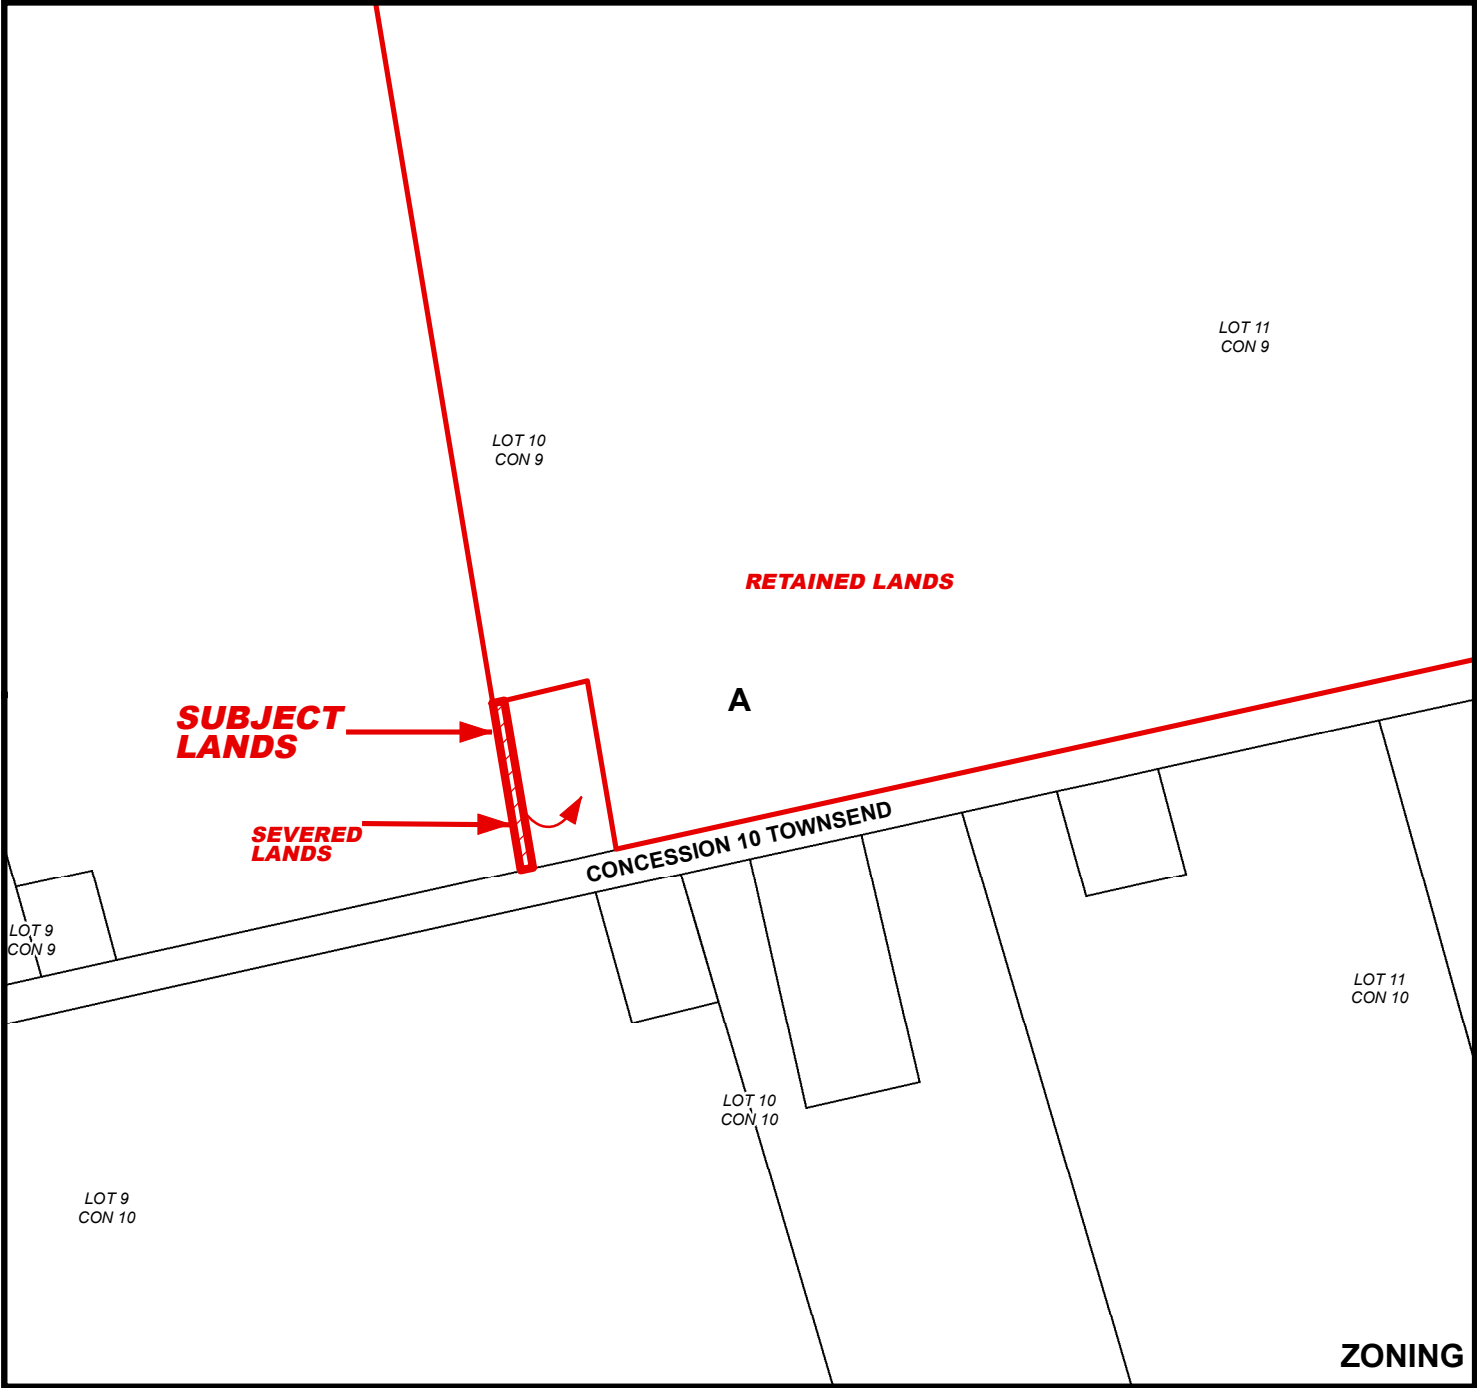 LOT 11
CON 9
LOT 10
CON 9
RETAINED LANDS
A
SUBJECT
LANDS
SEVERED
LANDS
CONCESSION 10 TOWNSEND
LOT 9
CON 9
LOT 11
CON 10
LOT 10
CON 10
LOT 9
CON 10
ZONING